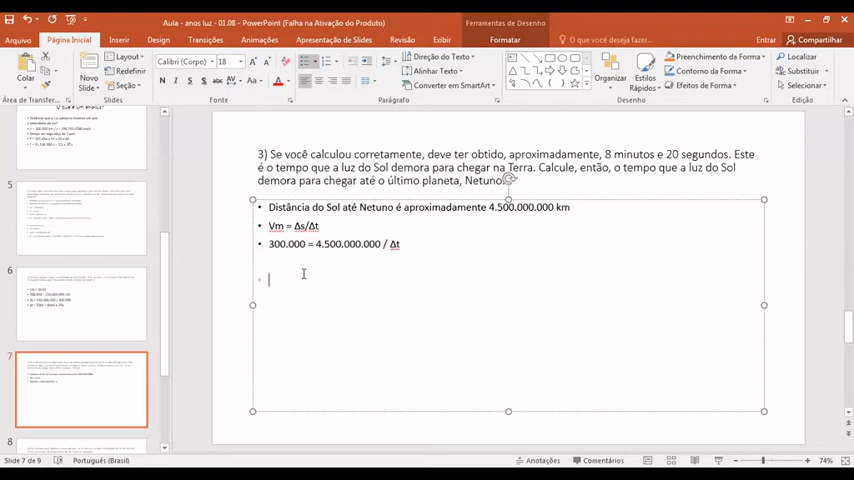 Aula - anos luz - 01.08 - PowerPoint (Falha na Ativação do Produto)
Ferramentas de Desenho
Arquivo Página Inicial Inserir Design Transições Animações Apresentação de Slides Revisão Exibir Formatar O que você deseja fazer... Entrar Compartilhar
Colar
Área de Transfer...
Novo Slide
Layout
Redefinir
Seção
Slides
Calibri (Corpo) 18
N I S S abc AV Aa A
Fonte
Direção do Texto
Alinhar Texto
Converter em SmartArt
Parágrafo
Organizar
Estilos Rápidos
Preenchimento da Forma
Contorno da Forma
Efeitos de Forma
Desenho
Localizar
Substituir
Selecionar
Edição
5
6
7
8
3) Se você calculou corretamente, deve ter obtido, aproximadamente, 8 minutos e 20 segundos. Este
é o tempo que a luz do Sol demora para chegar na Terra. Calcule, então, o tempo que a luz do Sol
demora para chegar até o último planeta, Netuno.
• Distância do Sol até Netuno é aproximadamente 4.500.000.000 km
• Vm = Δs/Δt
• 300.000 = 4.500.000.000 / Δt
Slide 7 de 9 Português (Brasil) Anotações Comentários 74%